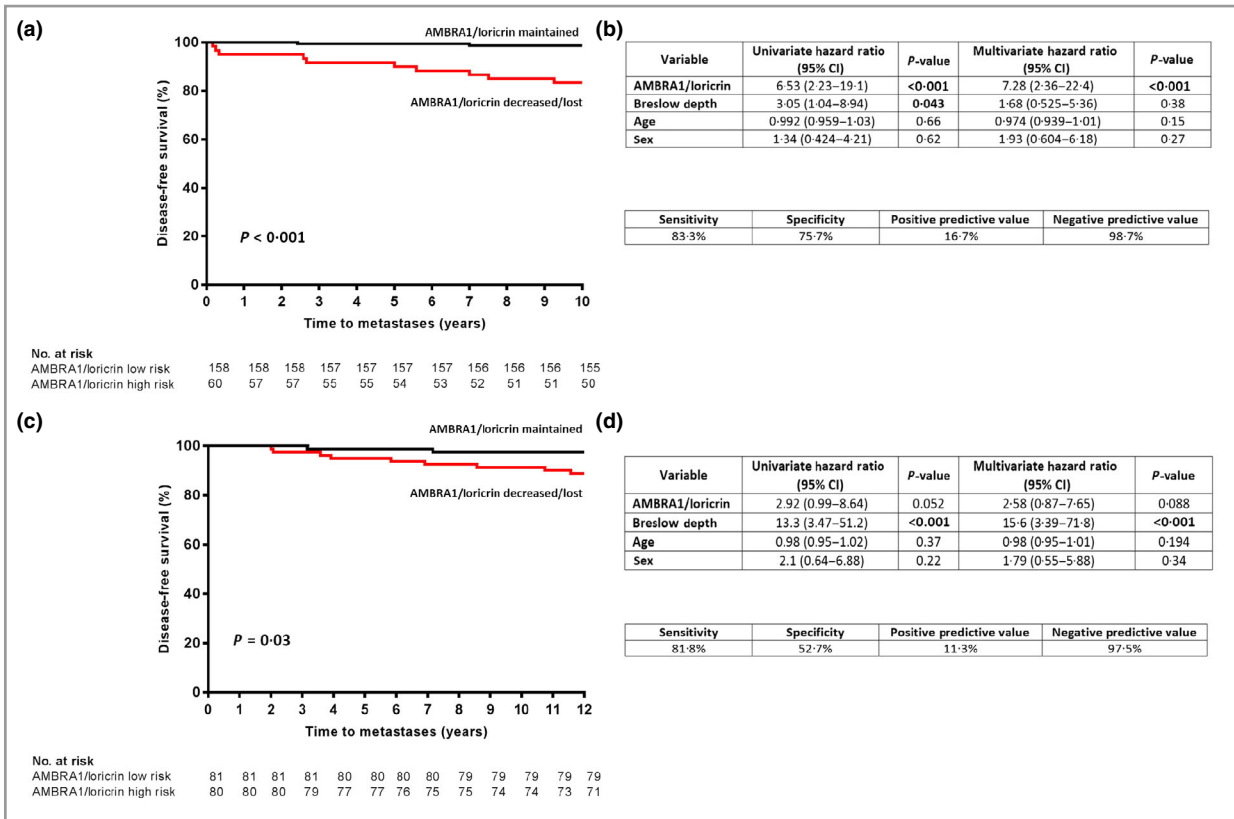 (a)
AMBRA1/loricrin maintained
100
80
60
40
20
0
Disease-free survival (%)
AMBRA1/loricrin decreased/lost
P < 0·001
0 1 2 3 4 5 6 7 8 9 10
Time to metastases (years)
No. at risk
AMBRA1/loricrin low risk 158 158 158 157 157 157 157 156 156 156 155
AMBRA1/loricrin high risk 60 57 57 55 55 54 53 52 51 51 50
(b)
Variable Univariate hazard ratio (95% CI) P-value Multivariate hazard ratio (95% CI) P-value
AMBRA1/loricrin 6·53 (2·23–19·1) <0·001 7·28 (2·36–22·4) <0·001
Breslow depth 3·05 (1·04–8·94) 0·043 1·68 (0·525–5·36) 0·38
Age 0·992 (0·959–1·03) 0·66 0·974 (0·939–1·01) 0·15
Sex 1·34 (0·424–4·21) 0·62 1·93 (0·604–6·18) 0·27
Sensitivity Specificity Positive predictive value Negative predictive value
83·3% 75·7% 16·7% 98·7%
(c)
AMBRA1/loricrin maintained
100
80
60
40
20
0
Disease-free survival (%)
AMBRA1/loricrin decreased/lost
P = 0·03
0 1 2 3 4 5 6 7 8 9 10 11 12
Time to metastases (years)
No. at risk
AMBRA1/loricrin low risk 81 81 81 81 80 80 80 80 79 79 79 79 79
AMBRA1/loricrin high risk 80 80 80 79 77 77 76 75 75 74 74 73 71
(d)
Variable Univariate hazard ratio (95% CI) P-value Multivariate hazard ratio (95% CI) P-value
AMBRA1/loricrin 2.92 (0.99–8.64) 0.052 2·58 (0·87–7·65) 0·088
Breslow depth 13.3 (3.47–51.2) <0.001 15·6 (3·39–71·8) <0·001
Age 0.98 (0.95–1.02) 0.37 0·98 (0·95–1·01) 0·194
Sex 2.1 (0.64–6.88) 0.22 1·79 (0·55–5·88) 0·34
Sensitivity Specificity Positive predictive value Negative predictive value
81·8% 52·7% 11·3% 97·5%